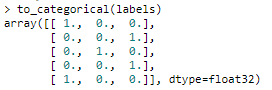 > to_categorical(labels)
array([[ 1., 0., 0.],
[ 0., 0., 1.],
[ 0., 1., 0.],
[ 0., 0., 1.],
[ 1., 0., 0.]], dtype=float32)